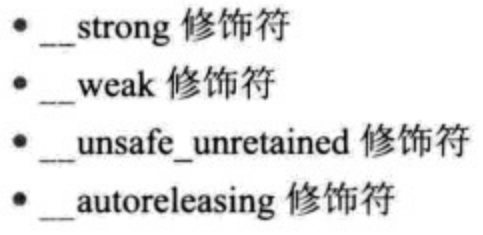 • __strong 修饰符
• __weak 修饰符
• __unsafe_unretained 修饰符
• __autoreleasing 修饰符